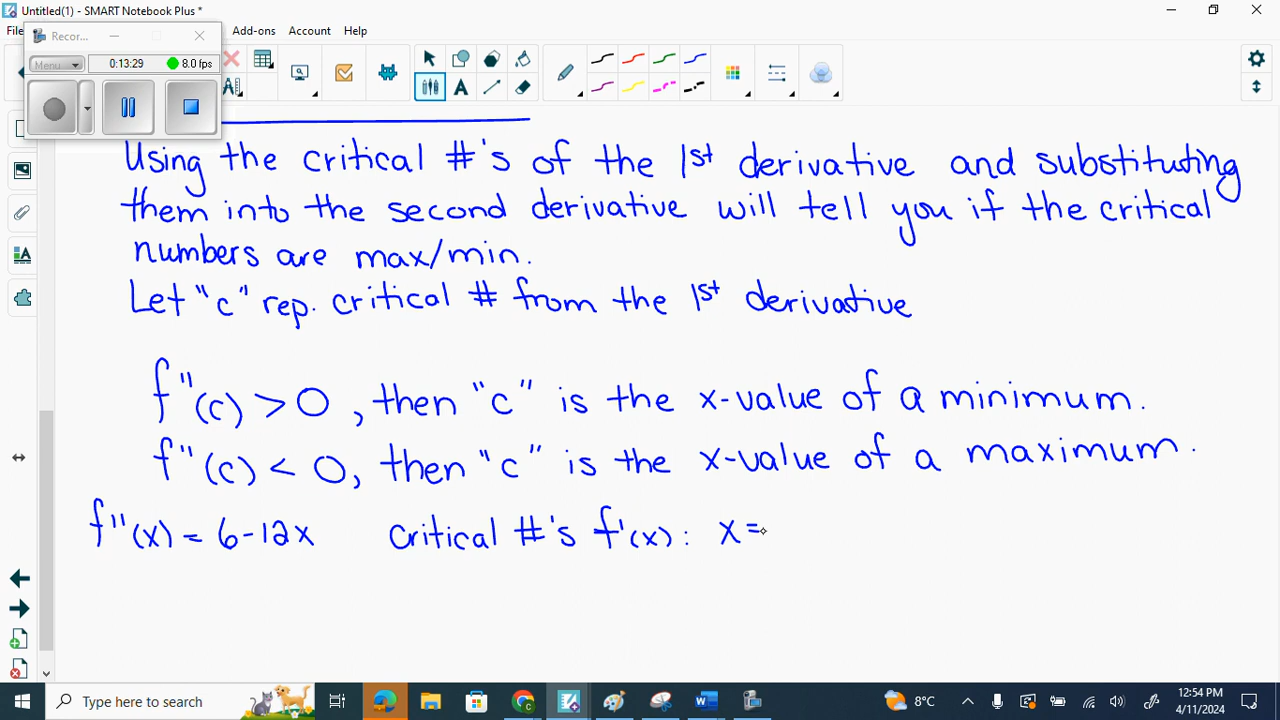 Untitled(1) - SMART Notebook Plus *
Recor...
Menu
0:13:29
8.0 fps
Add-ons Account Help
Using the critical #'s of the 1st derivative and substituting
them into the second derivative will tell you if the critical
numbers are max/min.
Let "c" rep. critical # from the 1st derivative
f"(c) > 0, then "c" is the x-value of a minimum.
f"(c) < 0, then "c" is the x-value of a maximum.
f"(x) = 6-12x critical #'s f'(x): x=
Type here to search
8°C
12:54 PM
4/11/2024